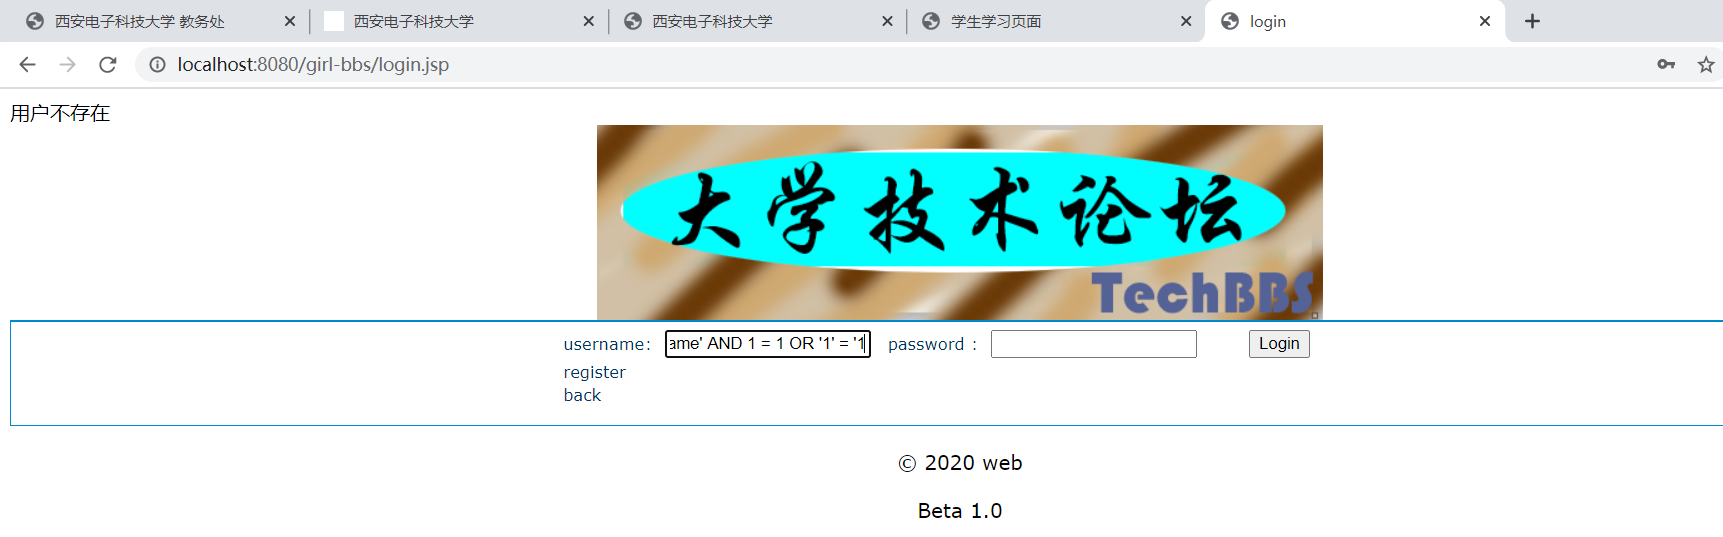 西安电子科技大学 教务处
西安电子科技大学
西安电子科技大学
学生学习页面
login
localhost:8080/girl-bbs/login.jsp
用户不存在
大学技术论坛
TechBBS
username: ame' AND 1 = 1 OR '1' = '1 password : Login
register
back
© 2020 web
Beta 1.0